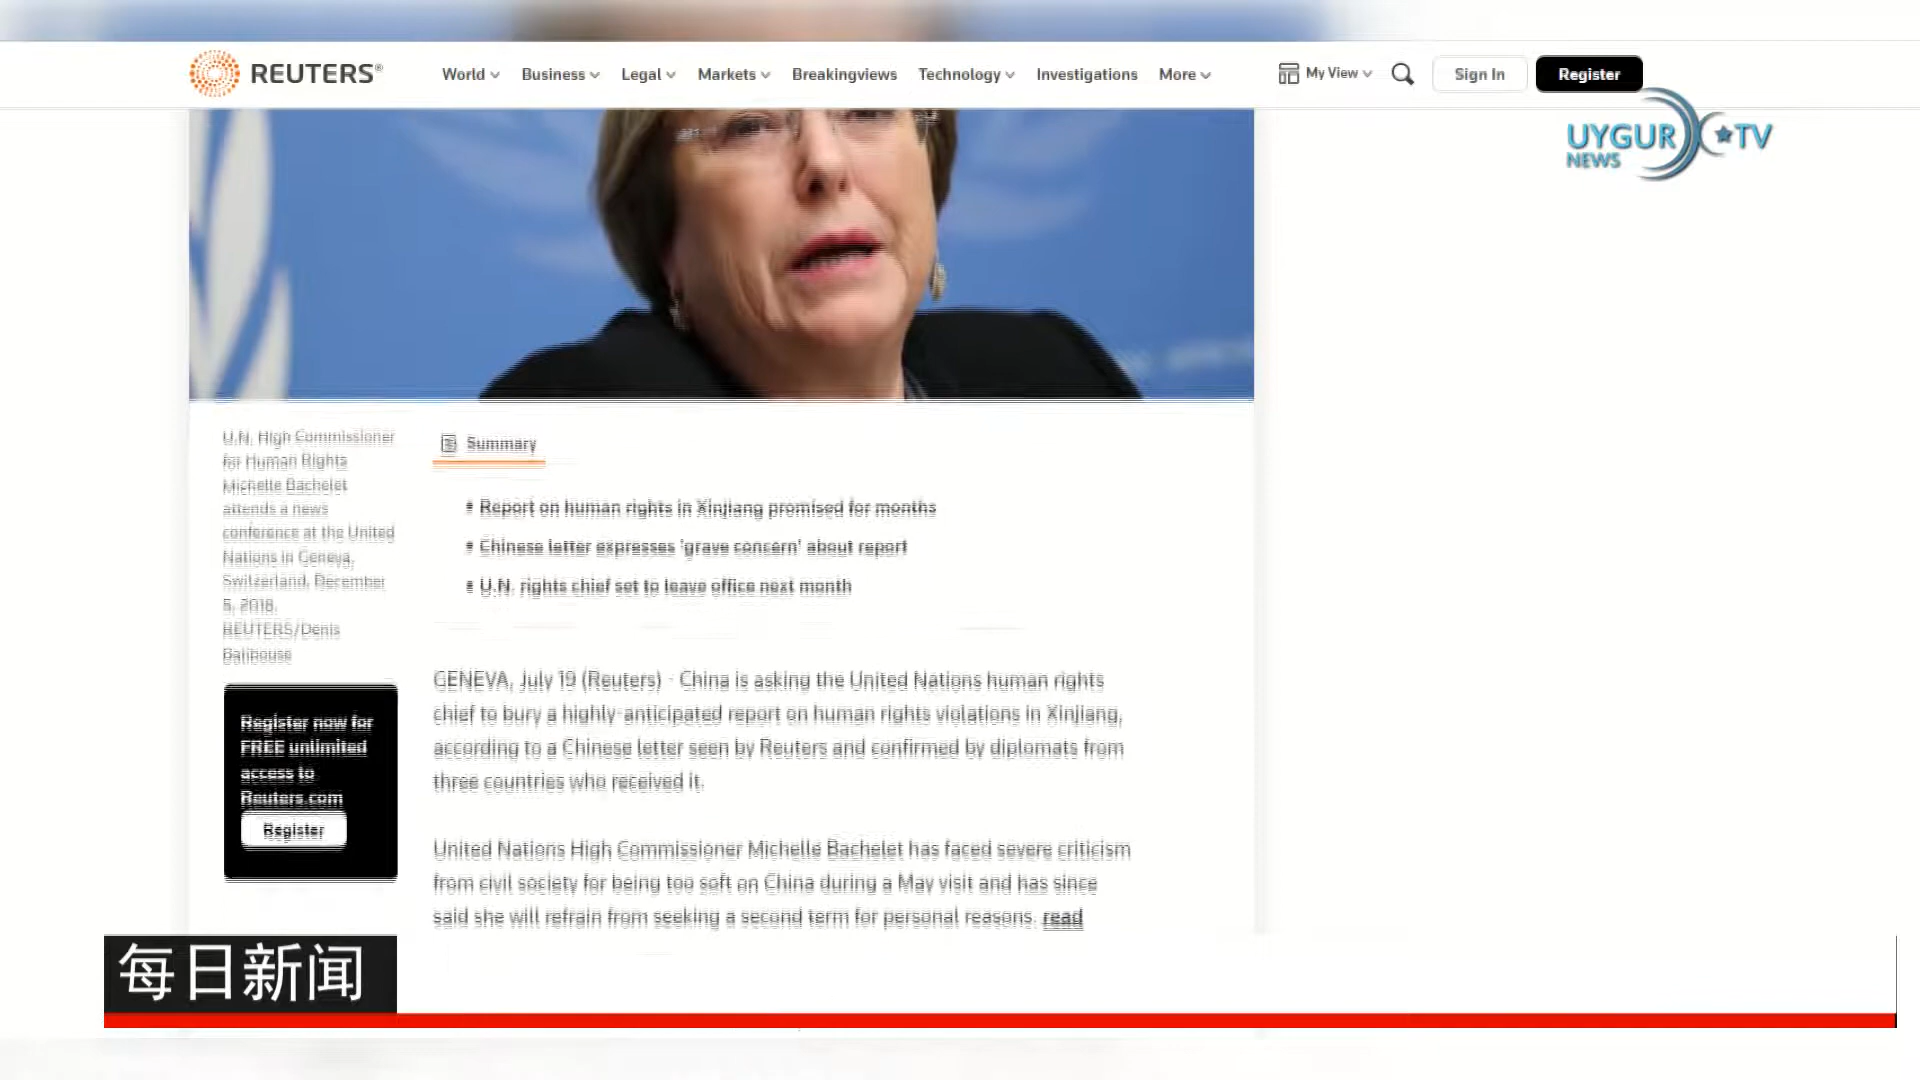 REUTERS®
World Business Legal Markets Breakingviews Technology Investigations More My View Sign In Register
UYGUR TV
NEWS
U.N. High Commissioner
for Human Rights
Michelle Bachelet
attends a news
conference at the United
Nations in Geneva,
Switzerland, December
5, 2018.
REUTERS/Denis
Balibouse
Register now for
FREE unlimited
access to
Reuters.com
Register
Summary
• Report on human rights in Xinjiang promised for months
• Chinese letter expresses 'grave concern' about report
• U.N. rights chief set to leave office next month
GENEVA, July 19 (Reuters) - China is asking the United Nations human rights
chief to bury a highly-anticipated report on human rights violations in Xinjiang,
according to a Chinese letter seen by Reuters and confirmed by diplomats from
three countries who received it.
United Nations High Commissioner Michelle Bachelet has faced severe criticism
from civil society for being too soft on China during a May visit and has since
said she will refrain from seeking a second term for personal reasons. read
每日新闻